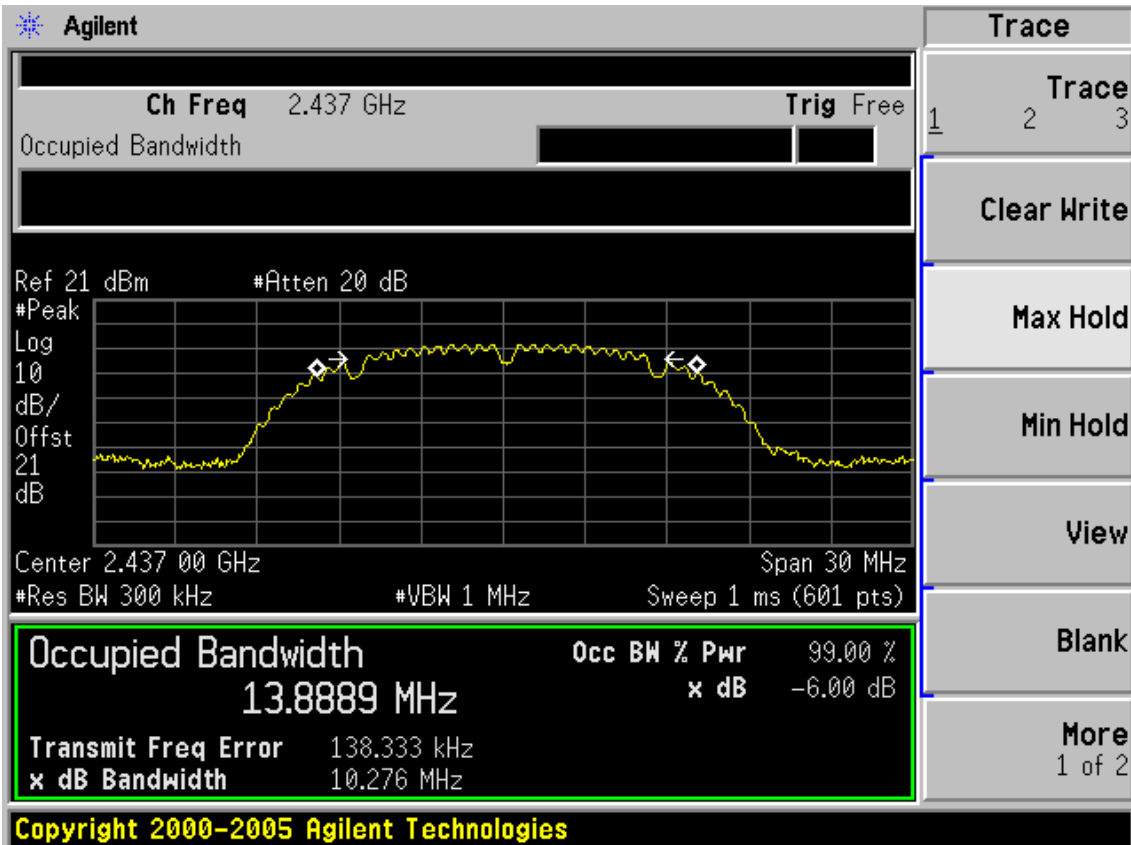 Agilent
Trace
Ch Freq 2.437 GHz Trig Free
Occupied Bandwidth
Trace
1 2 3
Clear Write
Max Hold
Min Hold
View
Blank
More
1 of 2
Ref 21 dBm #Atten 20 dB
#Peak
Log
10
dB/
Offst
21
dB
Center 2.437 00 GHz Span 30 MHz
#Res BW 300 kHz #VBW 1 MHz Sweep 1 ms (601 pts)
Occupied Bandwidth Occ BW % Pwr 99.00 %
13.8889 MHz x dB -6.00 dB
Transmit Freq Error 138.333 kHz
x dB Bandwidth 10.276 MHz
Copyright 2000-2005 Agilent Technologies